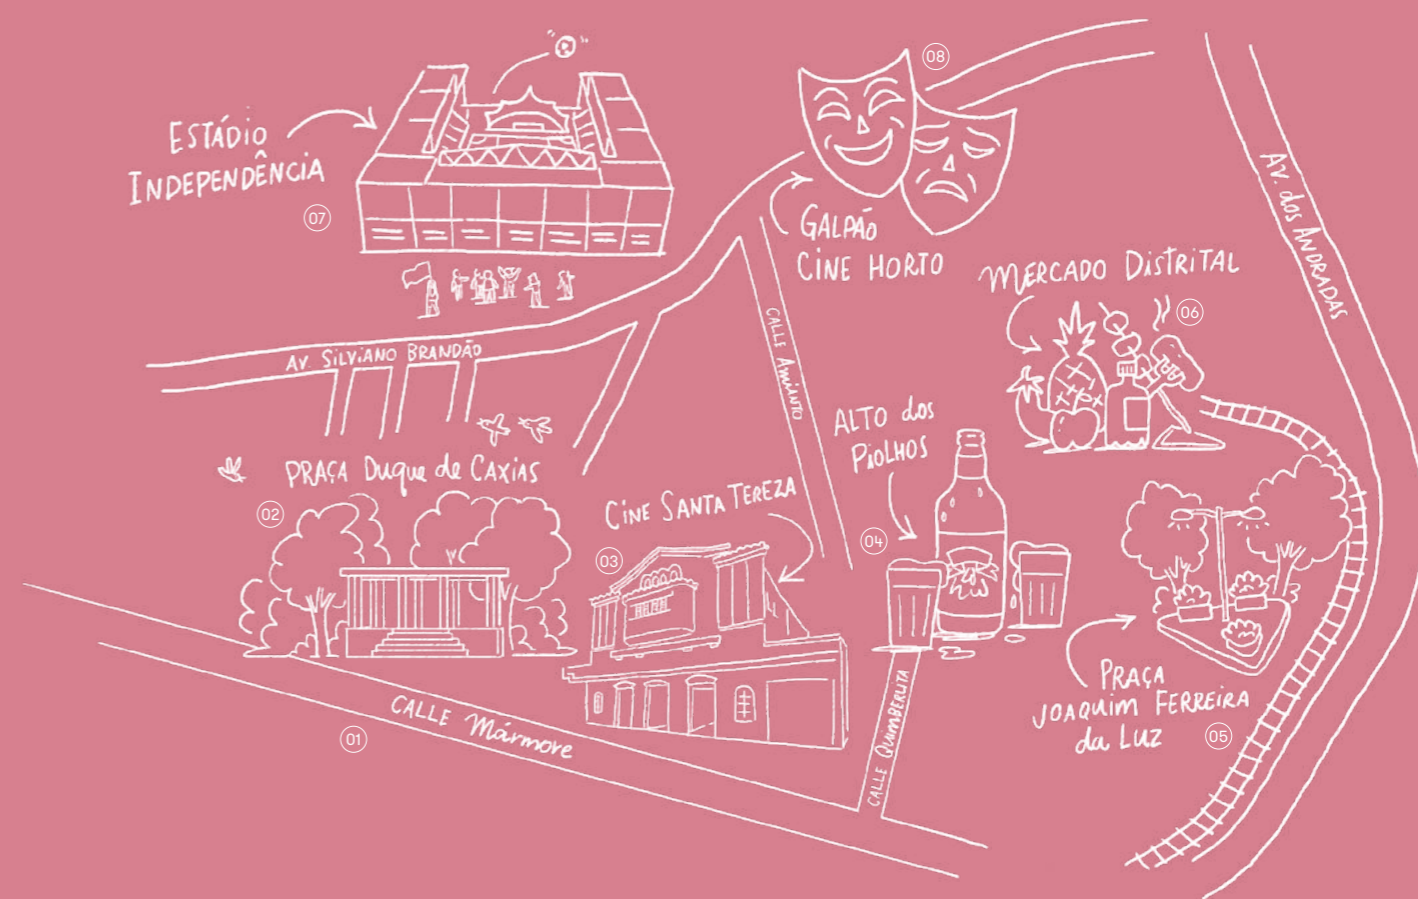 08
ESTÁDIO
INDEPENDÊNCIA
07
GALPÃO
CINE HORTO
AV. dos ANDRADAS
MERCADO DISTRITAL
06
AV. SILVIANO BRANDÃO
CALLE AMIANTO
ALTO dos
PIOLHOS
04
PRAÇA DUQUE de CAXIAS
02
CINE SANTA TEREZA
03
PRAÇA
JOAQUIM FERREIRA
da LUZ
05
CALLE Mármore
01
CALLE QUIMBERLITA